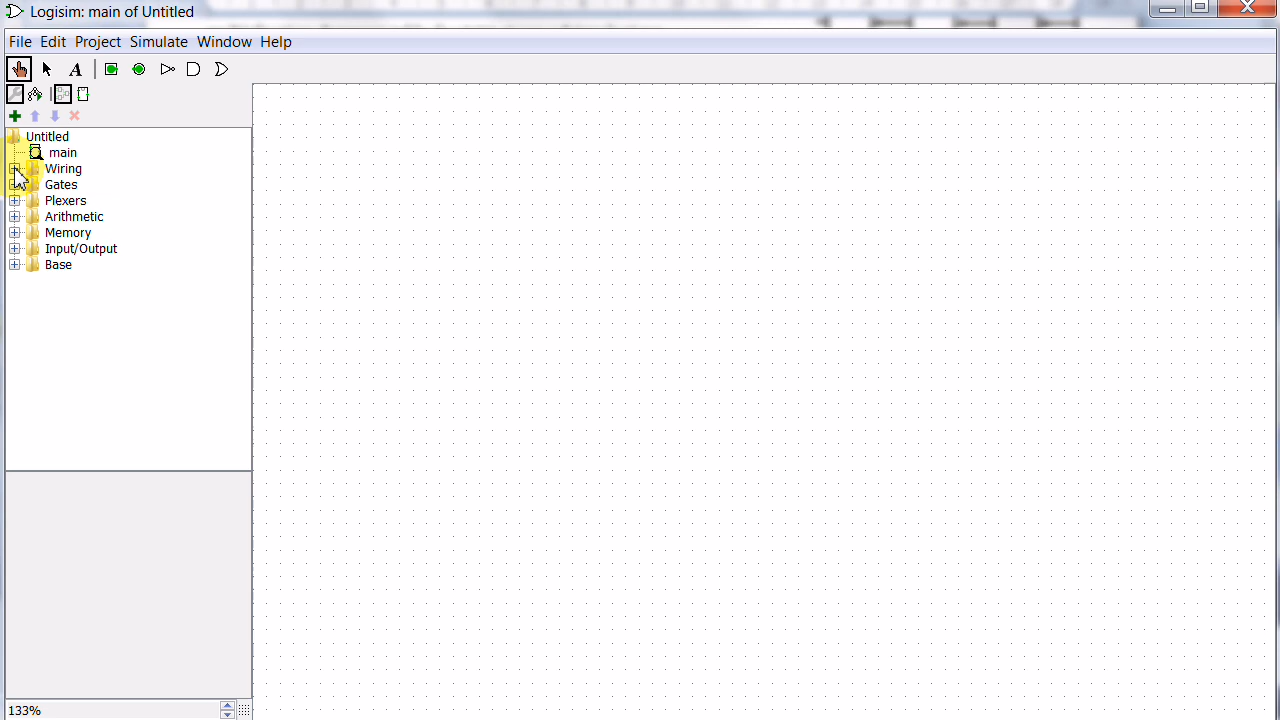 Logisim: main of Untitled
File Edit Project Simulate Window Help
A
Untitled
main
Wiring
Gates
Plexers
Arithmetic
Memory
Input/Output
Base
133%